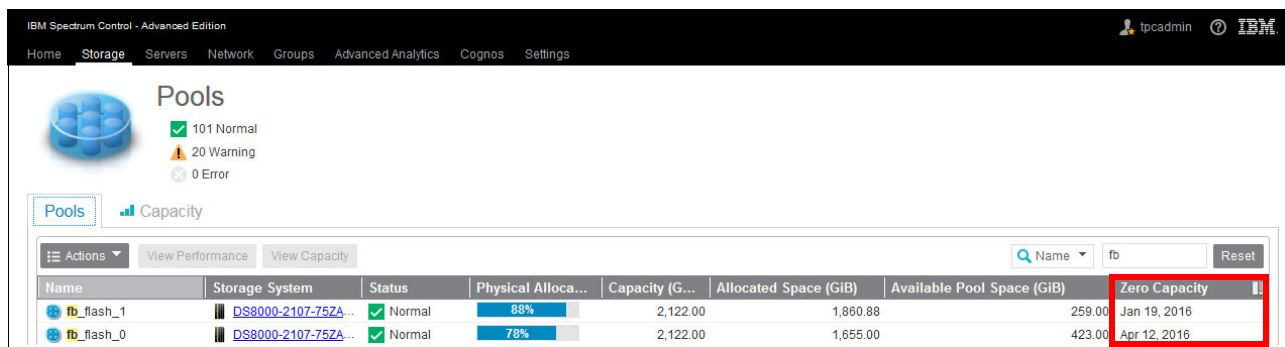 IBM Spectrum Control - Advanced Edition tpcadmin IBM.
Home Storage Servers Network Groups Advanced Analytics Cognos Settings
Pools
101 Normal
20 Warning
0 Error
Pools Capacity
Actions View Performance View Capacity Name fb Reset
Name Storage System Status Physical Alloca... Capacity (G... Allocated Space (GiB) Available Pool Space (GiB) Zero Capacity
fb_flash_1 DS8000-2107-75ZA... Normal 88% 2,122.00 1,860.88 259.00 Jan 19, 2016
fb_flash_0 DS8000-2107-75ZA... Normal 78% 2,122.00 1,655.00 423.00 Apr 12, 2016